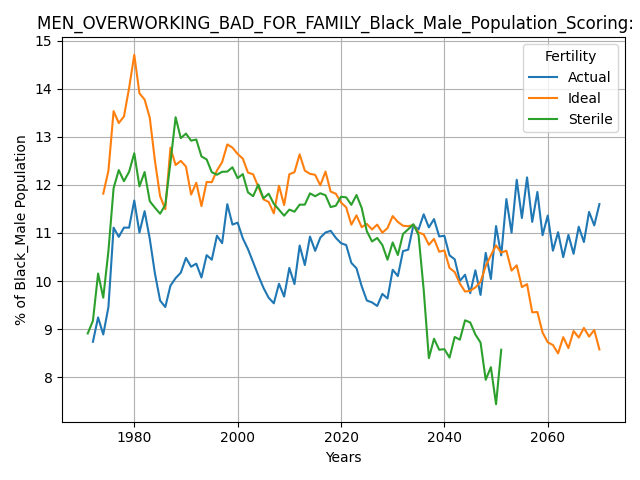 MEN_OVERWORKING_BAD_FOR_FAMILY_Black_Male_Population_Scoring:
15
14
13
12
11
10
9
8
% of Black_Male Population
Fertility
Actual
Ideal
Sterile
1980
2000
2020
2040
2060
Years